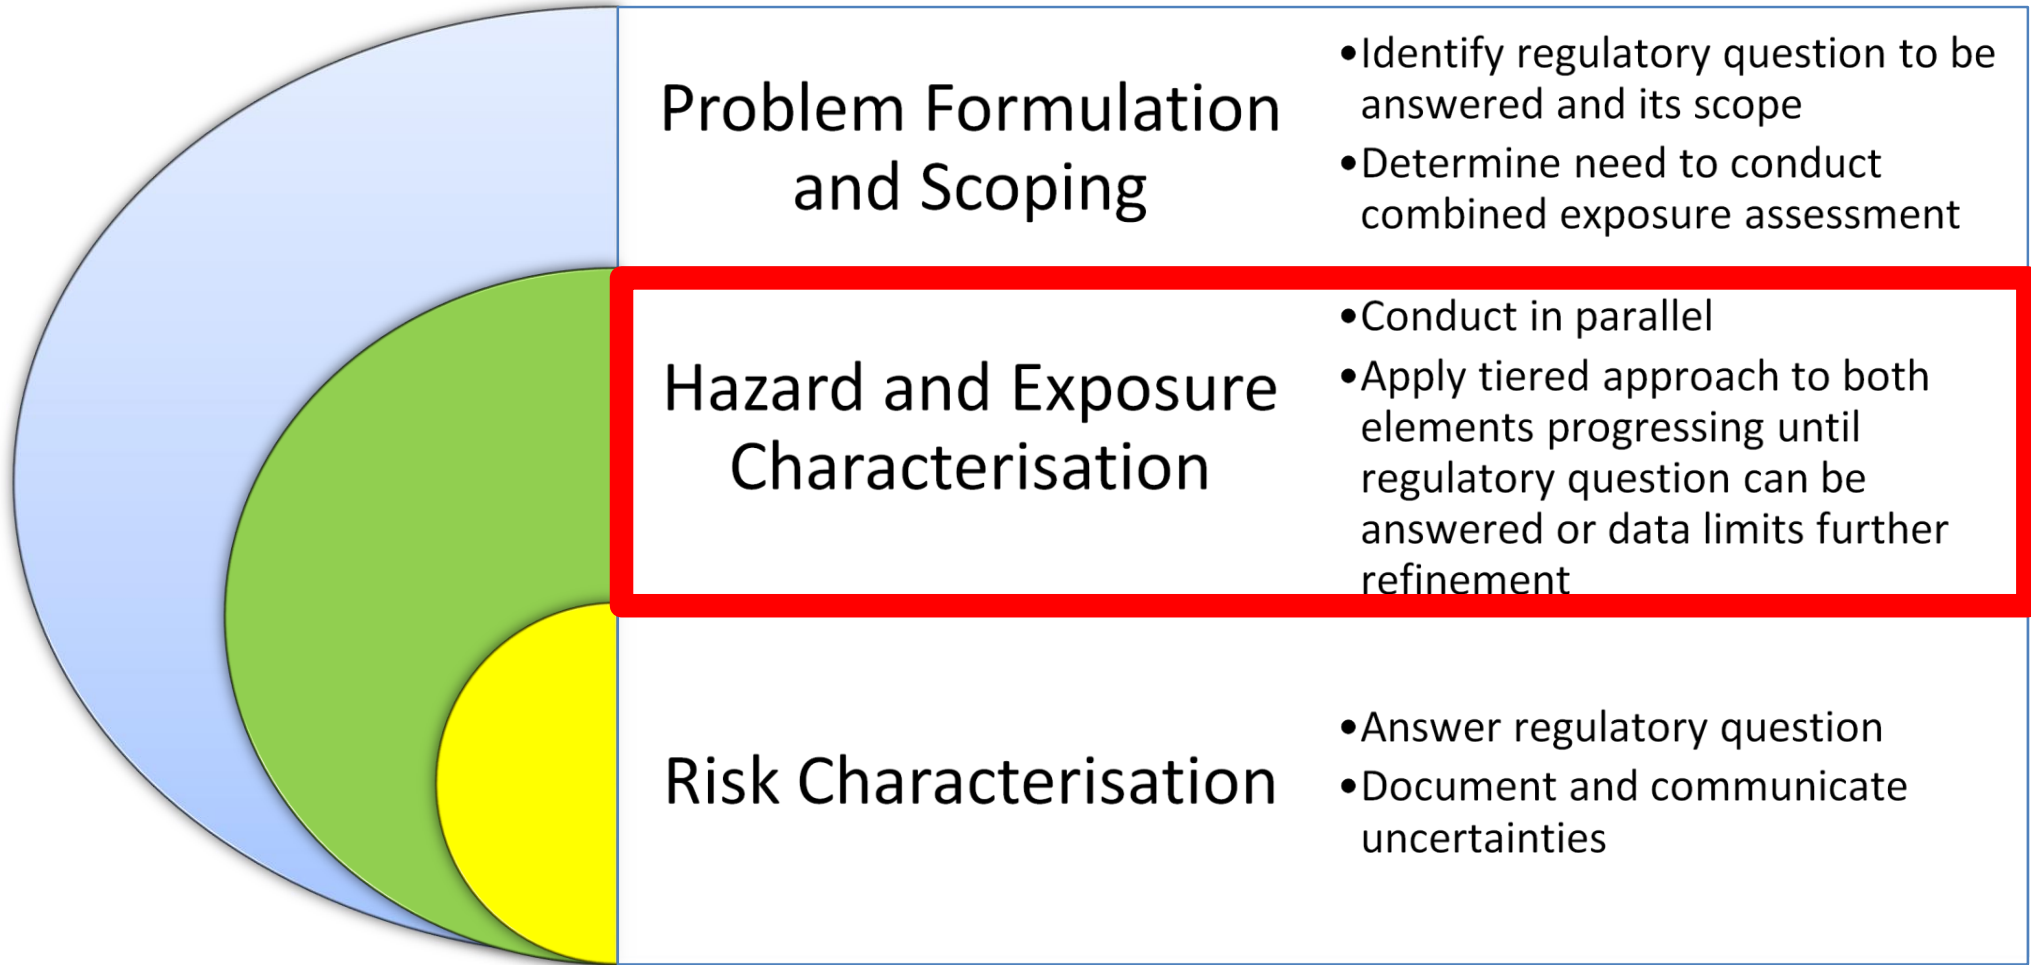 Problem Formulation
and Scoping
•Identify regulatory question to be
answered and its scope
•Determine need to conduct
combined exposure assessment
Hazard and Exposure
Characterisation
•Conduct in parallel
•Apply tiered approach to both
elements progressing until
regulatory question can be
answered or data limits further
refinement
Risk Characterisation
•Answer regulatory question
•Document and communicate
uncertainties